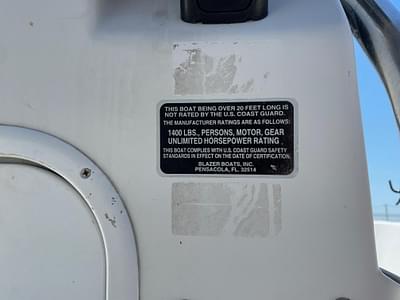 THIS BOAT BEING OVER 20 FEET LONG IS
NOT RATED BY THE U.S. COAST GUARD.
THE MANUFACTURER RATINGS ARE AS FOLLOWS:
1400 LBS., PERSONS, MOTOR, GEAR
UNLIMITED HORSEPOWER RATING
THIS BOAT COMPLIES WITH U.S. COAST GUARD SAFETY
STANDARDS IN EFFECT ON THE DATE OF CERTIFICATION.
BLAZER BOATS, INC.
PENSACOLA, FL. 32514